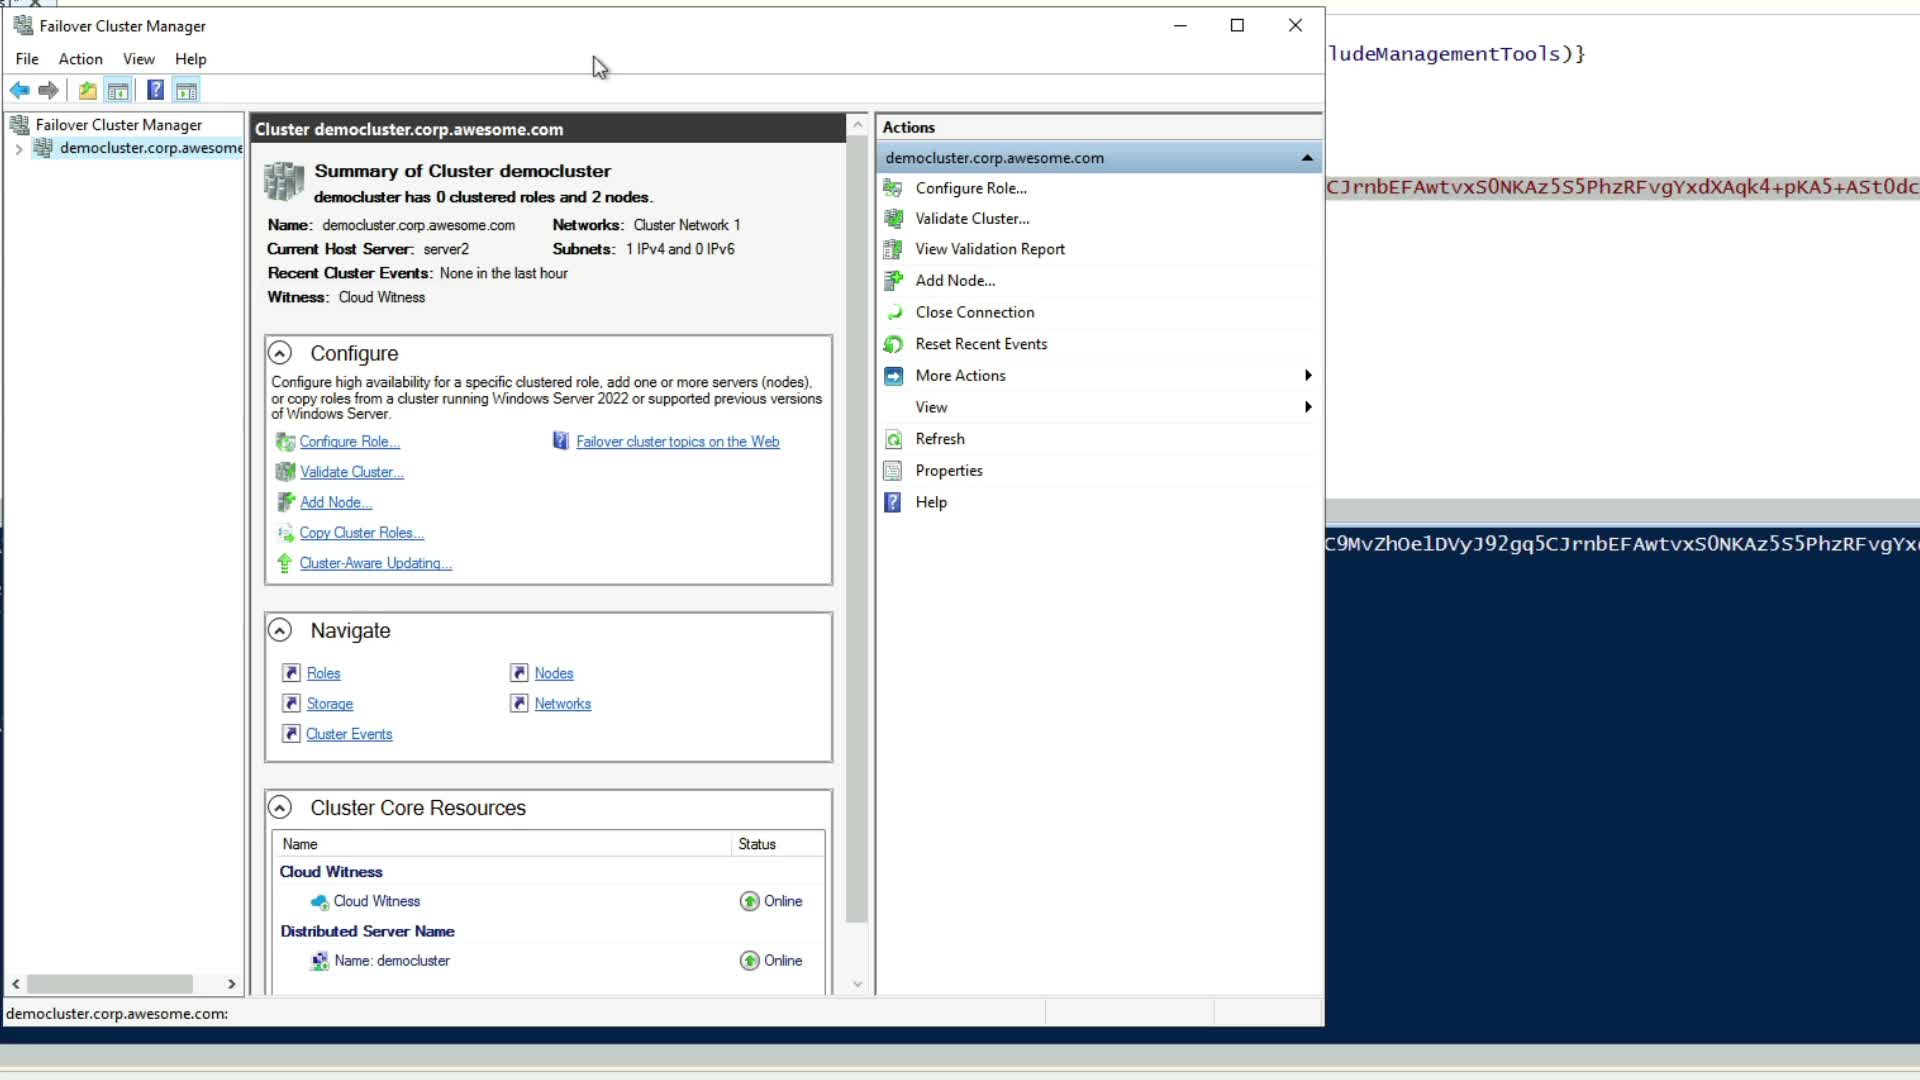 Failover Cluster Manager
File Action View Help
Failover Cluster Manager
democluster.corp.awesome
Cluster democluster.corp.awesome.com
Summary of Cluster democluster
democluster has 0 clustered roles and 2 nodes.
Name: democluster.corp.awesome.com Networks: Cluster Network 1
Current Host Server: server2 Subnets: 1 IPv4 and 0 IPv6
Recent Cluster Events: None in the last hour
Witness: Cloud Witness
Configure
Configure high availability for a specific clustered role, add one or more servers (nodes),
or copy roles from a cluster running Windows Server 2022 or supported previous versions
of Windows Server.
Configure Role... Failover cluster topics on the Web
Validate Cluster...
Add Node...
Copy Cluster Roles...
Cluster-Aware Updating...
Navigate
Roles Nodes
Storage Networks
Cluster Events
Cluster Core Resources
Name Status
Cloud Witness
Cloud Witness Online
Distributed Server Name
Name: democluster Online
Actions
democluster.corp.awesome.com
Configure Role...
Validate Cluster...
View Validation Report
Add Node...
Close Connection
Reset Recent Events
More Actions
View
Refresh
Properties
Help
democluster.corp.awesome.com:
ludeManagementTools)}
CJrnbEFAwtvxS0NKAz5S5PhzRFvgYxdXAqk4+pKA5+ASt0dc
C9MvZhOe1DVyJ92gq5CJrnbEFAwtvxS0NKAz5S5PhzRFvgYx